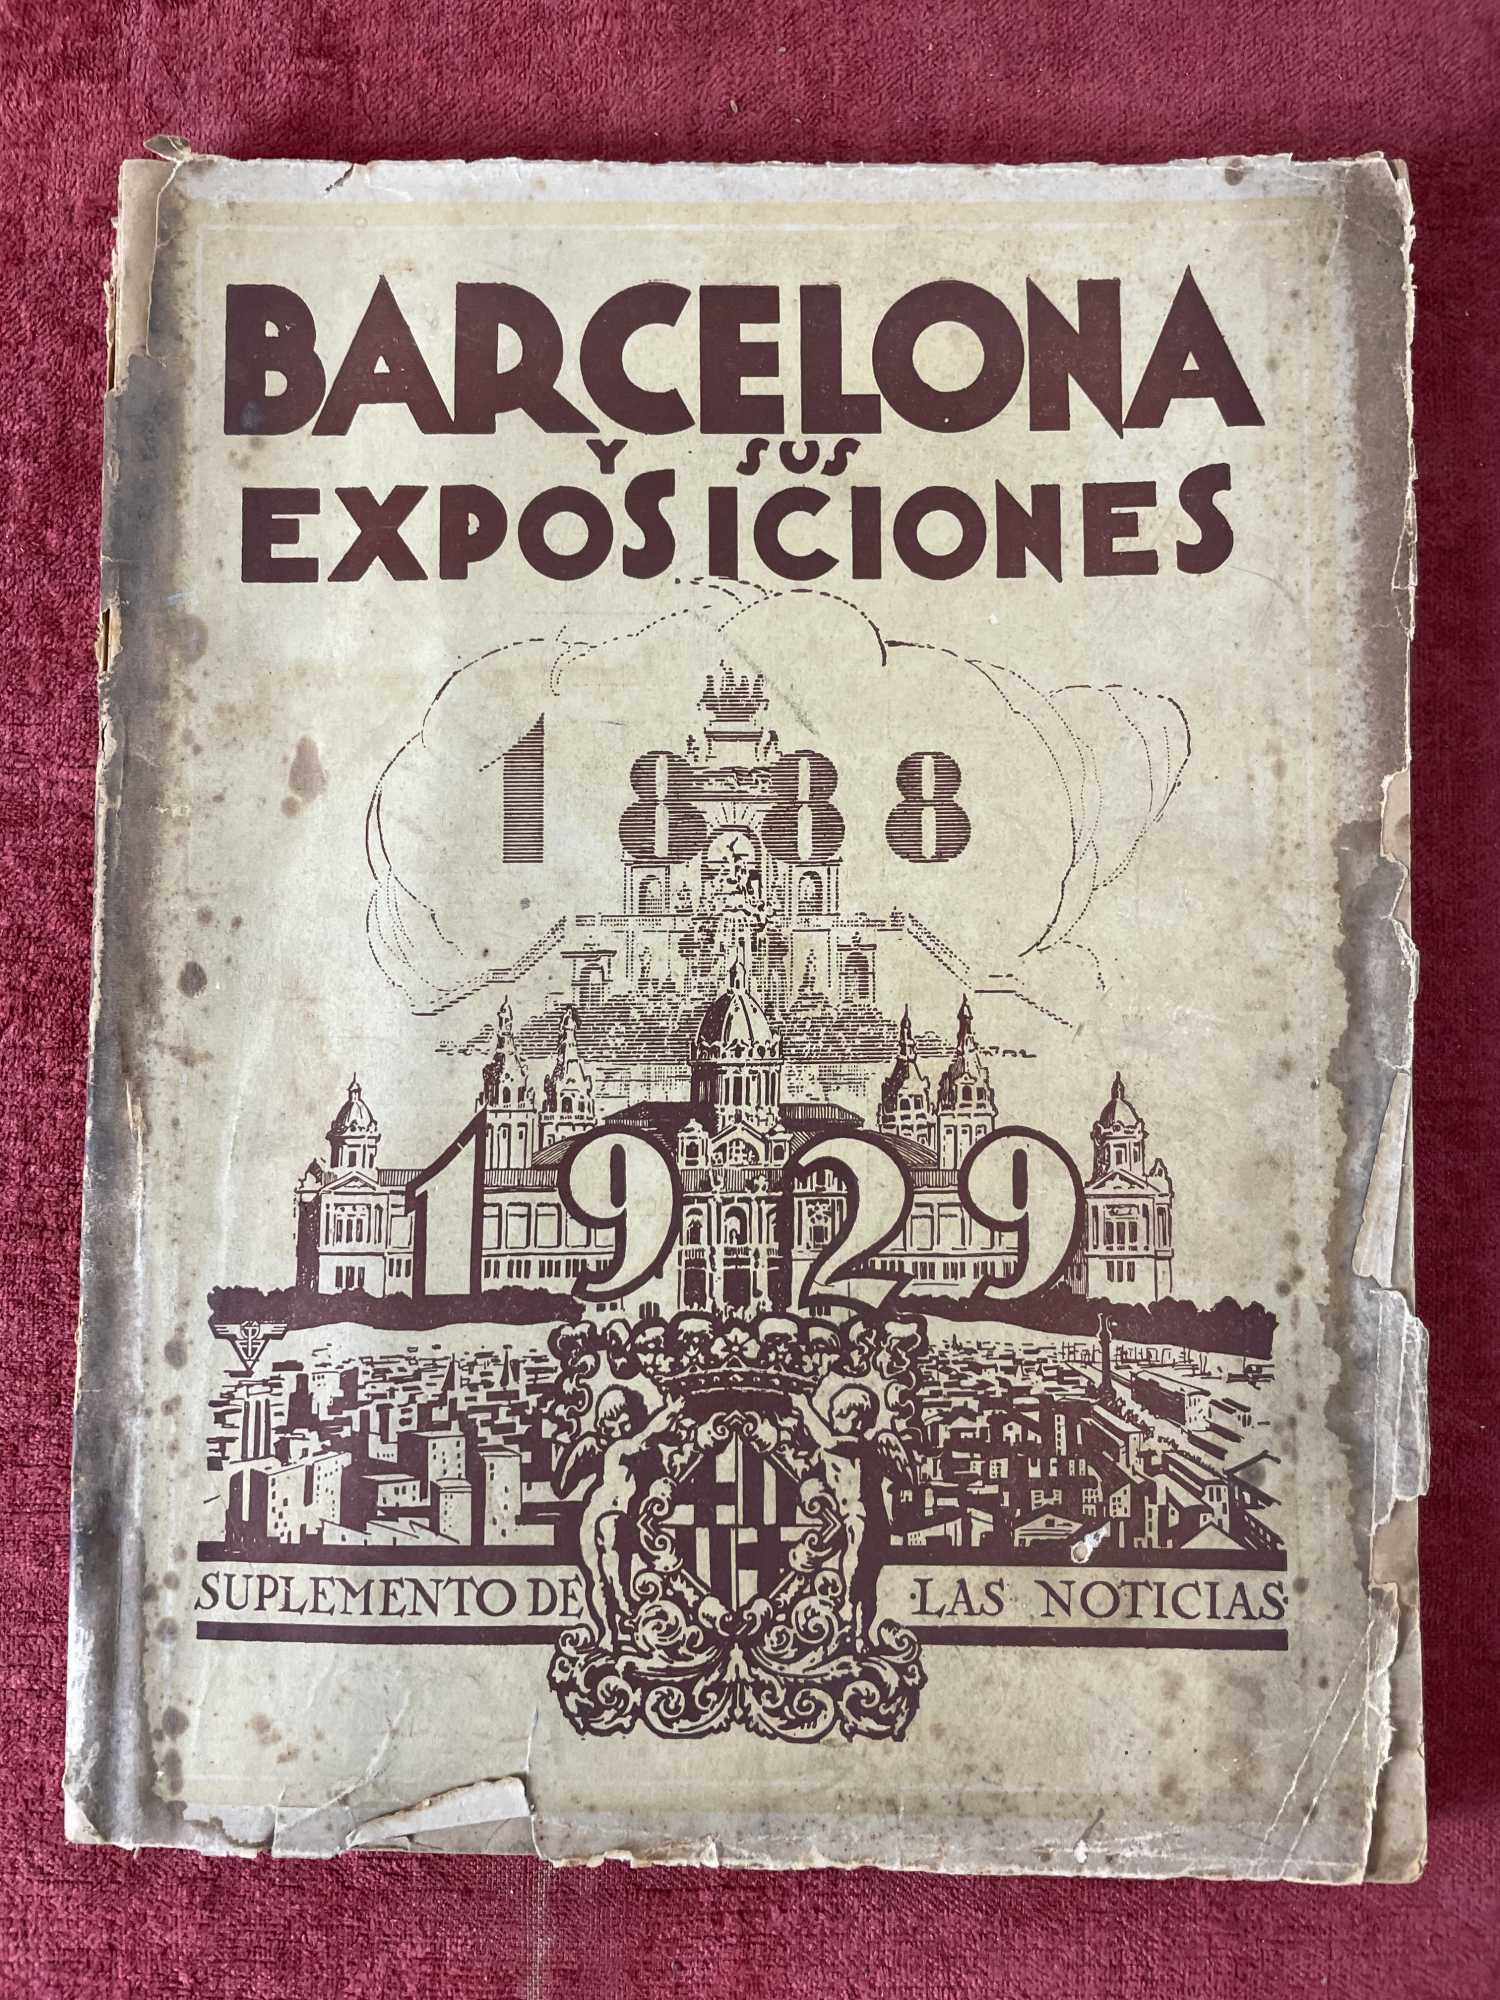 BARCELONA
Y SUS
EXPOSICIONES
1888
1929
SUPLEMENTO DE LAS NOTICIAS